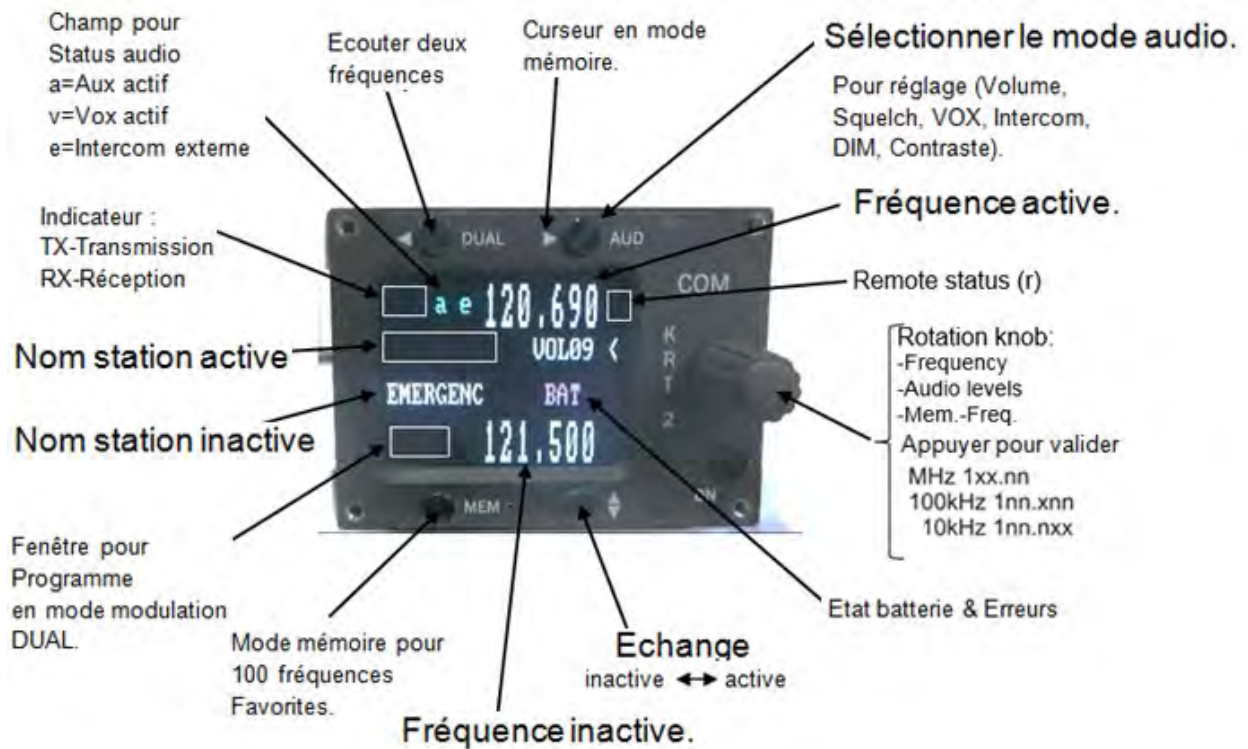 Champ pour
Status audio
a=Aux actif
v=Vox actif
e=Intercom externe
Ecouter deux
fréquences
Curseur en mode
mémoire.
Sélectionner le mode audio.
Pour réglage (Volume,
Squelch, VOX, Intercom,
DIM, Contraste).
Indicateur :
TX-Transmission
RX-Réception
Fréquence active.
Remote status (r)
◄ DUAL ► AUD
COM
a e 120.690
VOL09 <
EMERGENC BAT
121.500
KRT 2
MEM
ON
Nom station active
Nom station inactive
Rotation knob:
-Frequency
-Audio levels
-Mem.-Freq.
Appuyer pour valider
MHz 1xx.nn
100kHz 1nn.xnn
10kHz 1nn.nxx
Fenêtre pour
Programme
en mode modulation
DUAL.
Mode mémoire pour
100 fréquences
Favorites.
Echange
inactive ↔ active
Etat batterie & Erreurs
Fréquence inactive.